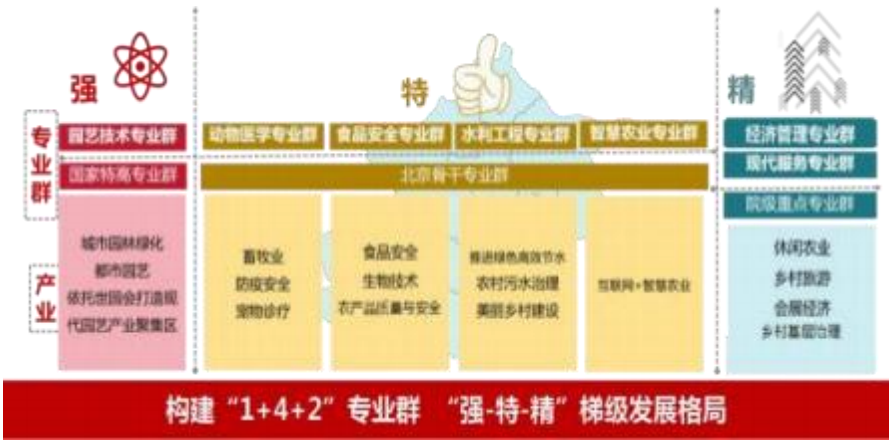 强
特
精
专业群
园艺技术专业群
动物医学专业群
食品安全专业群
水利工程专业群
智慧农业专业群
经济管理专业群
现代服务专业群
国家特高专业群
北京骨干专业群
院级重点专业群
产业
城市园林绿化
都市园艺
依托世园会打造现
代园艺产业聚集区
畜牧业
防疫安全
宠物诊疗
食品安全
生物技术
农产品质量与安全
推进绿色高效节水
农村污水治理
美丽乡村建设
互联网+智慧农业
休闲农业
乡村旅游
会展经济
乡村基层治理
构建“1+4+2”专业群 “强-特-精”梯级发展格局